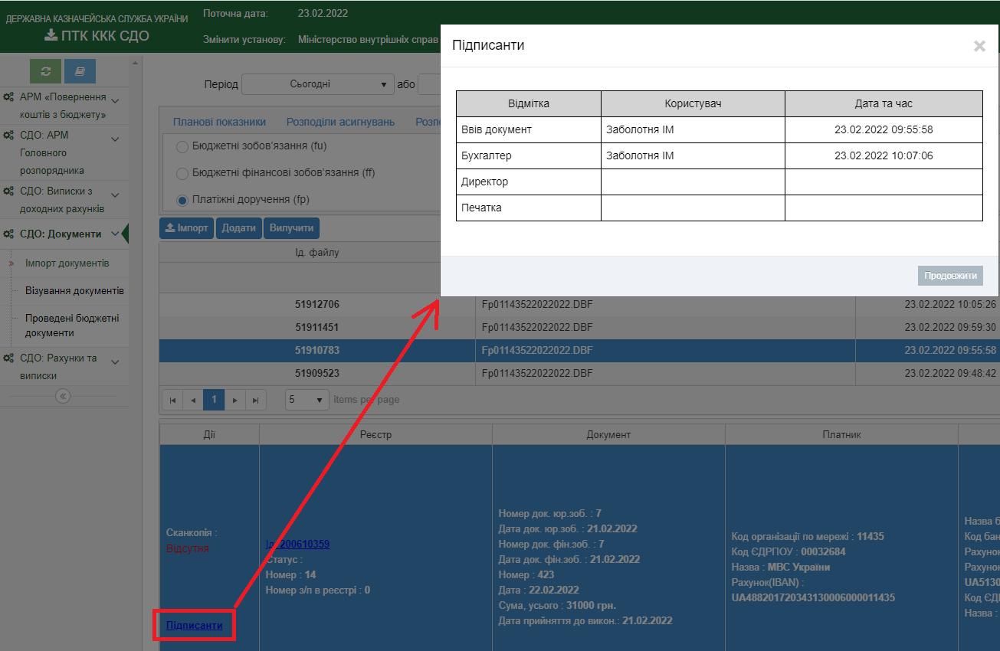 ДЕРЖАВНА КАЗНАЧЕЙСЬКА СЛУЖБА УКРАЇНИ
ПТК ККК СДО
Поточна дата: 23.02.2022
Змінити установу: Міністерство внутрішніх справ
АРМ «Повернення
коштів з бюджету»
СДО: АРМ
Головного
розпорядника
СДО: Виписки з
доходних рахунків
СДО: Документи
Імпорт документів
Візування документів
Проведені бюджетні
документи
СДО: Рахунки та
виписки
Період Сьогодні або
Планові показники Розподіли асигнувань
Бюджетні зобов'язання (fu)
Бюджетні фінансові зобов'язання (ff)
Платіжні доручення (fp)
Імпорт Додати Вилучити
Ід. файлу
51912706 Fp01143522022022.DBF 23.02.2022 10:05:26
51911451 Fp01143522022022.DBF 23.02.2022 09:59:30
51910783 Fp01143522022022.DBF 23.02.2022 09:55:58
51909523 Fp01143522022022.DBF 23.02.2022 09:48:42
1 5 items per page
Підписанти
×
Відмітка Користувач Дата та час
Ввів документ Заболотня ІМ 23.02.2022 09:55:58
Бухгалтер Заболотня ІМ 23.02.2022 10:07:06
Директор
Печатка
Продовжити
Дії Реєстр Документ Платник
Сканкопія :
Відсутня
Підписанти
Ід. 200610359
Статус :
Номер : 14
Номер з/п в реєстрі : 0
Номер док. юр.зоб. : 7
Дата док. юр.зоб. : 21.02.2022
Номер док. фін.зоб. : 7
Дата док. фін.зоб. : 21.02.2022
Номер : 423
Дата : 22.02.2022
Сума, усього : 31000 грн.
Дата прийняття до викон.: 21.02.2022
Код організації по мережі : 11435
Код ЄДРПОУ : 00032684
Назва : МВС України
Рахунок(IBAN) :
UA488201720343130006000011435
Назва б
Код бан
Рахунок
Рахунок
UA5130
Код ЄДІ
Назва :